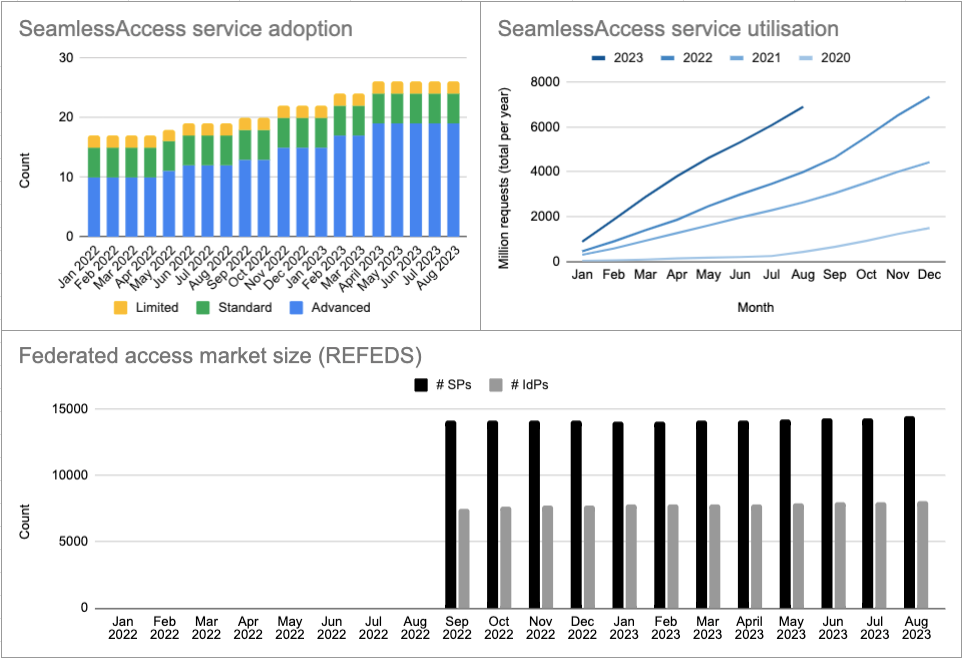 SeamlessAccess service adoption
30
20
10
0
Count
Jan 2022
Feb 2022
Mar 2022
Apr 2022
May 2022
Jun 2022
Jul 2022
Aug 2022
Sep 2022
Oct 2022
Nov 2022
Dec 2022
Jan 2023
Feb 2023
Mar 2023
April 2023
May 2023
Jun 2023
Jul 2023
Aug 2023
Limited Standard Advanced
SeamlessAccess service utilisation
2023 2022 2021 2020
8000
6000
4000
2000
0
Million requests (total per year)
Jan Feb Mar Apr May Jun Jul Aug Sep Oct Nov Dec
Month
Federated access market size (REFEDS)
# SPs # IdPs
15000
10000
5000
0
Count
Jan Feb Mar Apr May Jun Jul Aug Sep Oct Nov Dec Jan Feb Mar April May Jun Jul Aug
2022 2022 2022 2022 2022 2022 2022 2022 2022 2022 2022 2022 2023 2023 2023 2023 2023 2023 2023 2023